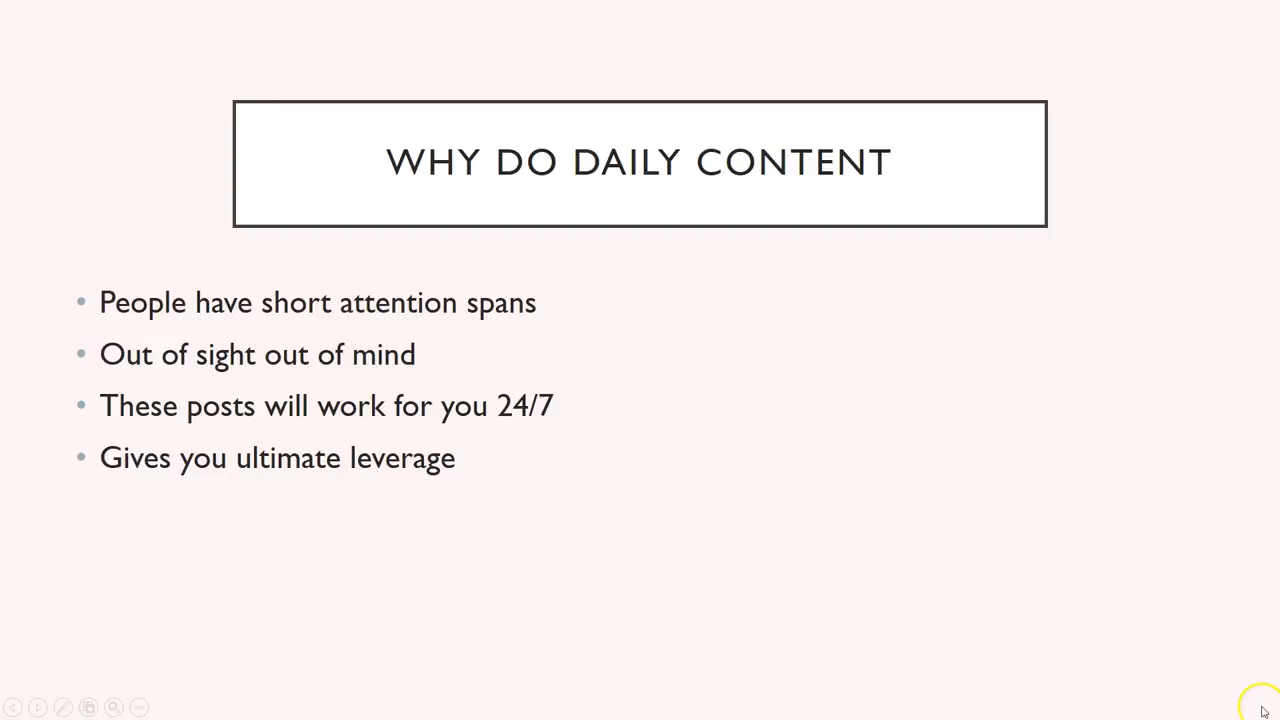 WHY DO DAILY CONTENT
• People have short attention spans
• Out of sight out of mind
• These posts will work for you 24/7
• Gives you ultimate leverage